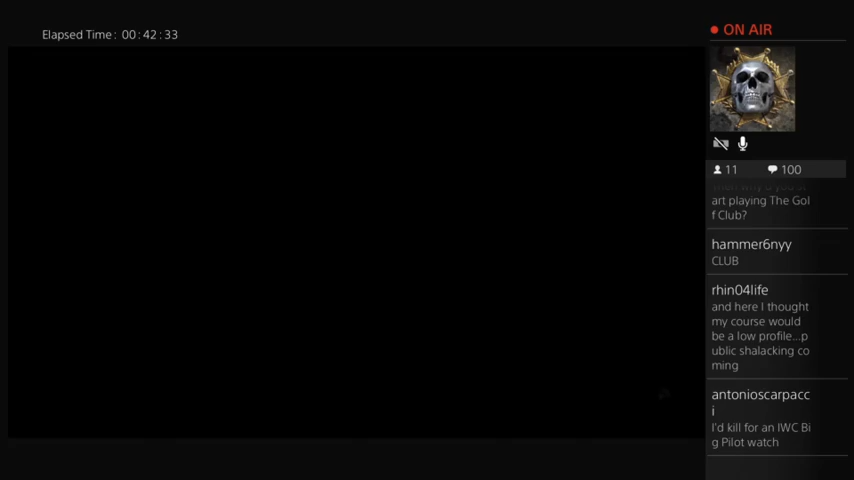 Elapsed Time: 00:42:33
ON AIR
11 100
art playing The Gol
f Club?
hammer6nyy
CLUB
rhin04life
and here I thought
my course would
be a low profile...p
ublic shalacking co
ming
antonioscarpacc
i
I'd kill for an IWC Bi
g Pilot watch